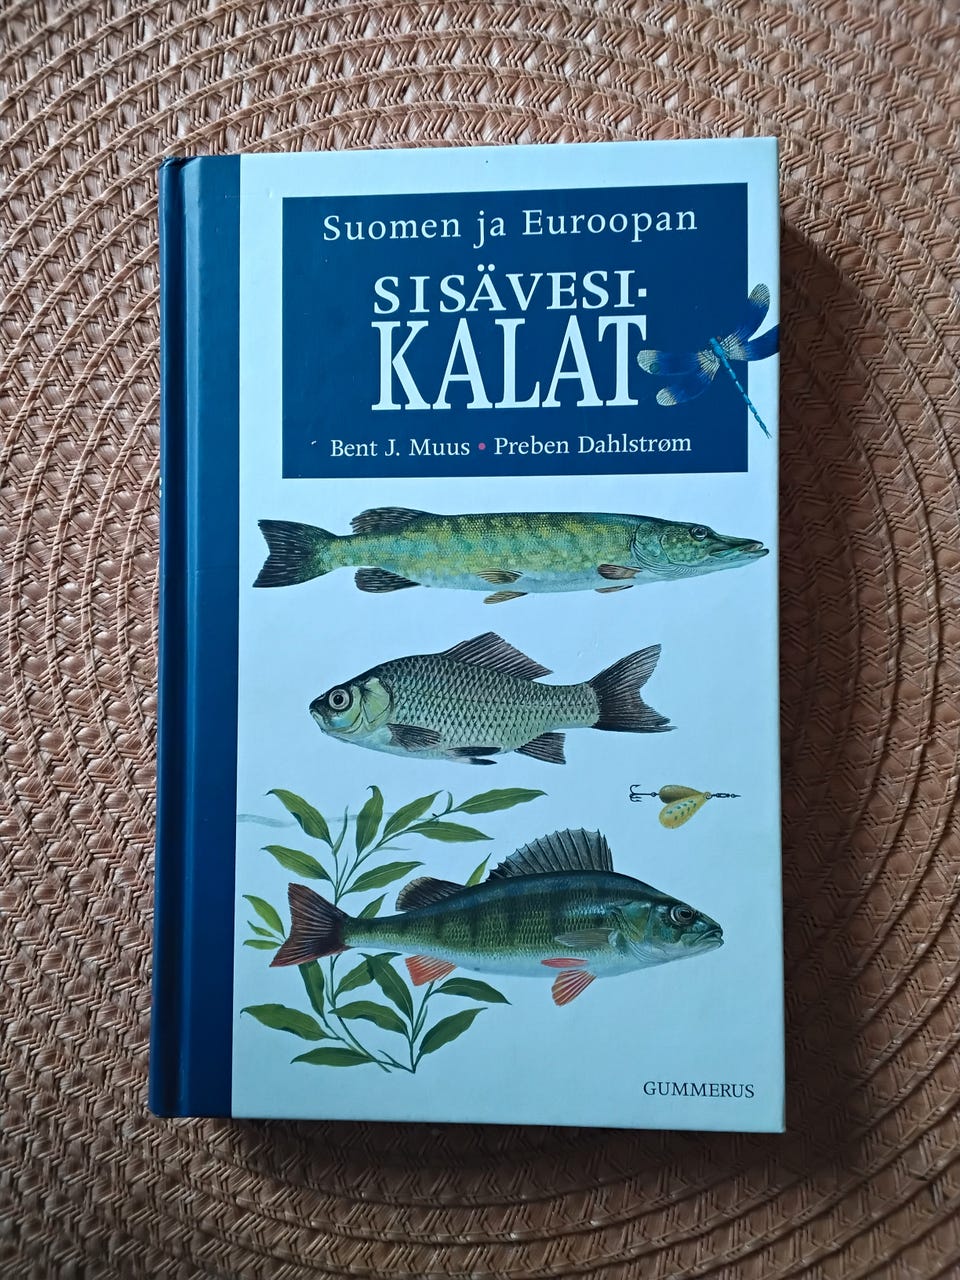 Suomen ja Euroopan
SISÄVESI-
KALAT
Bent J. Muus • Preben Dahlstrøm
GUMMERUS